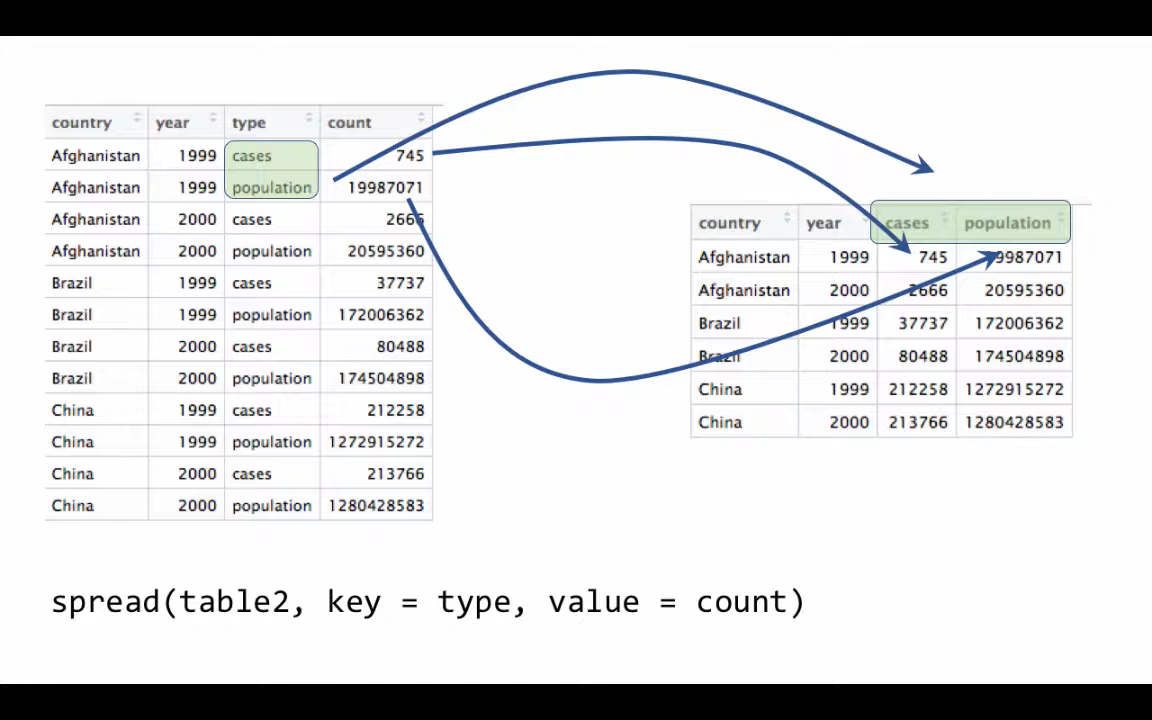 country year type count
Afghanistan 1999 cases 745
Afghanistan 1999 population 19987071
Afghanistan 2000 cases 2666
Afghanistan 2000 population 20595360
Brazil 1999 cases 37737
Brazil 1999 population 172006362
Brazil 2000 cases 80488
Brazil 2000 population 174504898
China 1999 cases 212258
China 1999 population 1272915272
China 2000 cases 213766
China 2000 population 1280428583
country year cases population
Afghanistan 1999 745 19987071
Afghanistan 2000 2666 20595360
Brazil 1999 37737 172006362
Brazil 2000 80488 174504898
China 1999 212258 1272915272
China 2000 213766 1280428583
spread(table2, key = type, value = count)